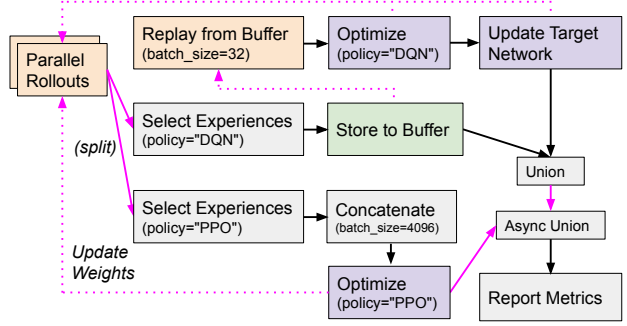 Parallel
Rollouts
Replay from Buffer
(batch_size=32)
Optimize
(policy="DQN")
Update Target
Network
(split)
Select Experiences
(policy="DQN")
Store to Buffer
Union
Select Experiences
(policy="PPO")
Concatenate
(batch_size=4096)
Async Union
Update
Weights
Optimize
(policy="PPO")
Report Metrics